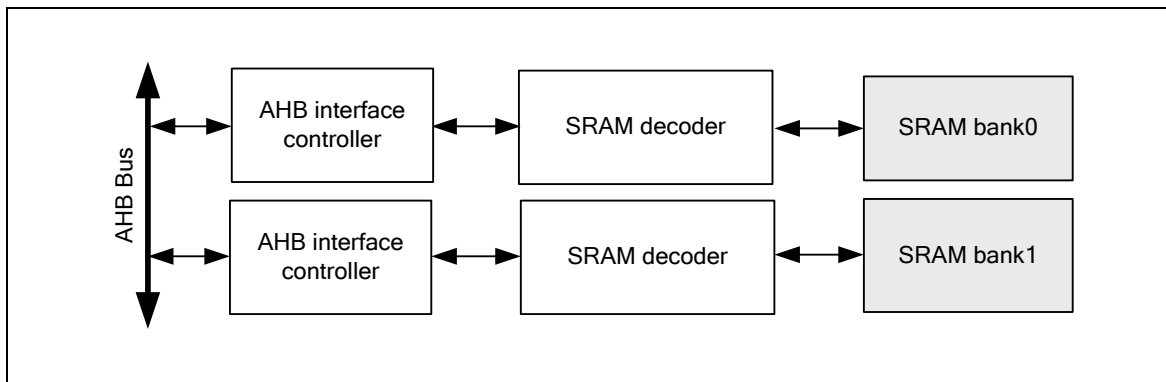 AHB Bus
AHB interface
controller
SRAM decoder
SRAM bank0
AHB interface
controller
SRAM decoder
SRAM bank1